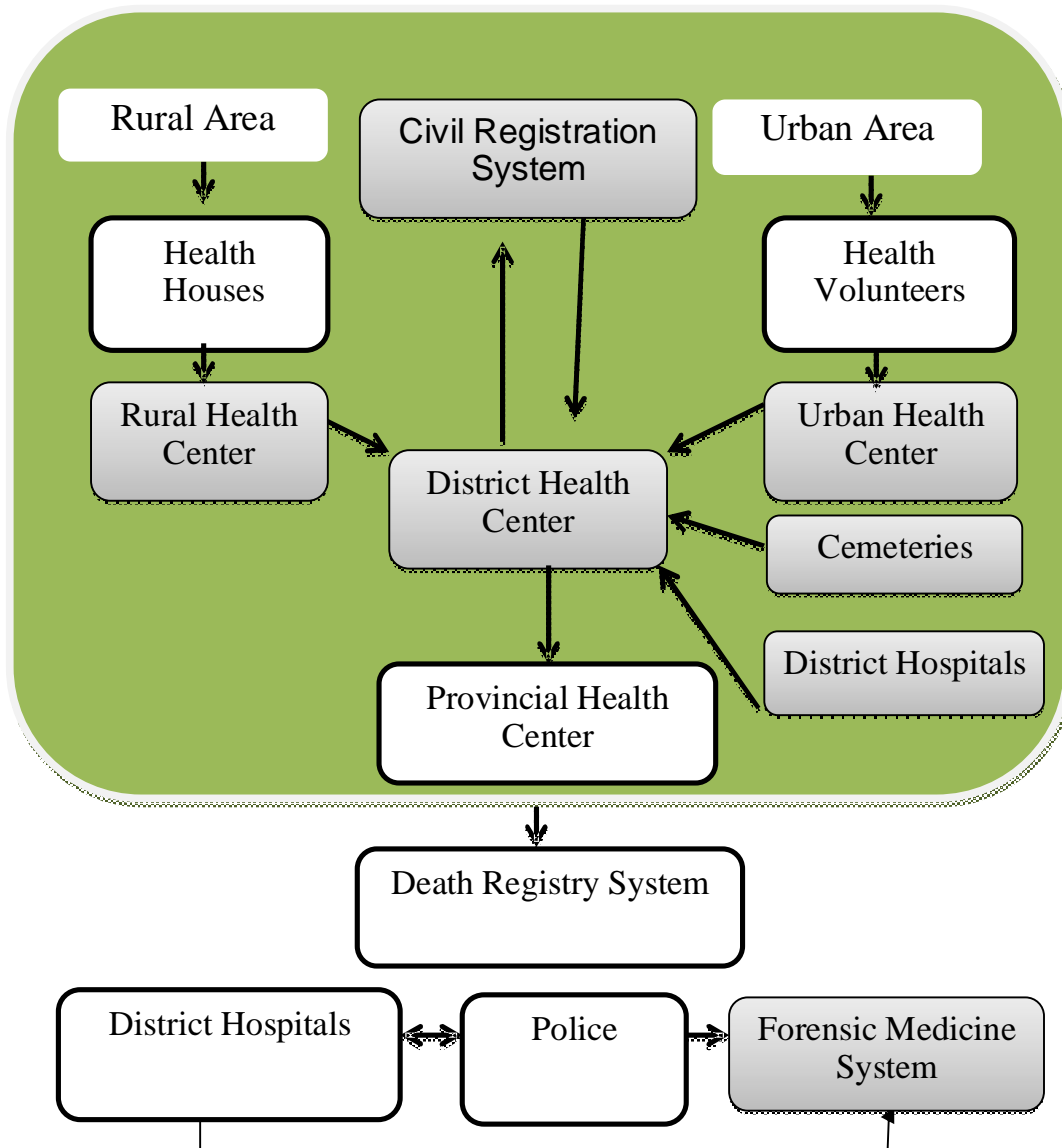 Rural Area
Civil Registration
System
Urban Area
Health
Houses
Health
Volunteers
Rural Health
Center
Urban Health
Center
District Health
Center
Cemeteries
District Hospitals
Provincial Health
Center
Death Registry System
District Hospitals
Police
Forensic Medicine
System